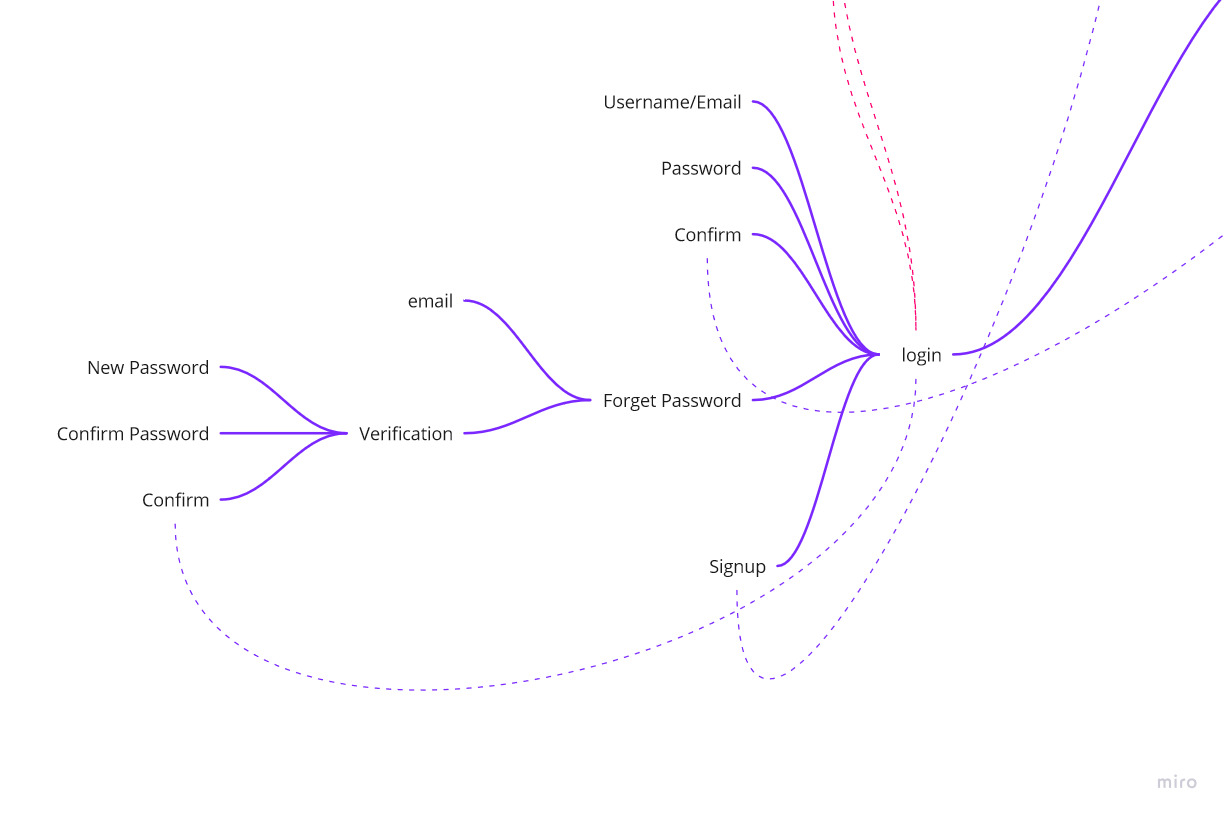 Username/Email
Password
Confirm
email
login
New Password
Forget Password
Confirm Password
Verification
Confirm
Signup
miro